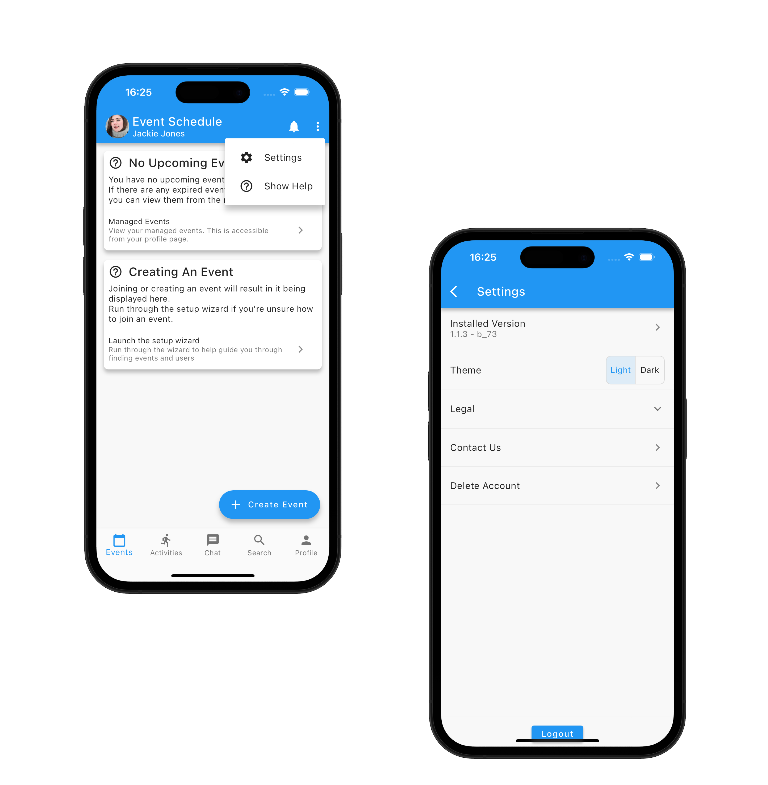 16:25
Event Schedule
Jackie Jones
Settings
Show Help
No Upcoming Ev
You have no upcoming event
If there are any expired even
you can view them from the
Managed Events
View your managed events. This is accessible
from your profile page.
Creating An Event
Joining or creating an event will result in it being
displayed here.
Run through the setup wizard if you're unsure how
to join an event.
Launch the setup wizard
Run through the wizard to help guide you through
finding events and users
+ Create Event
Events
Activities
Chat
Search
Profile
16:25
Settings
Installed Version
1.1.3 - b_73
Theme
Light
Dark
Legal
Contact Us
Delete Account
Logout